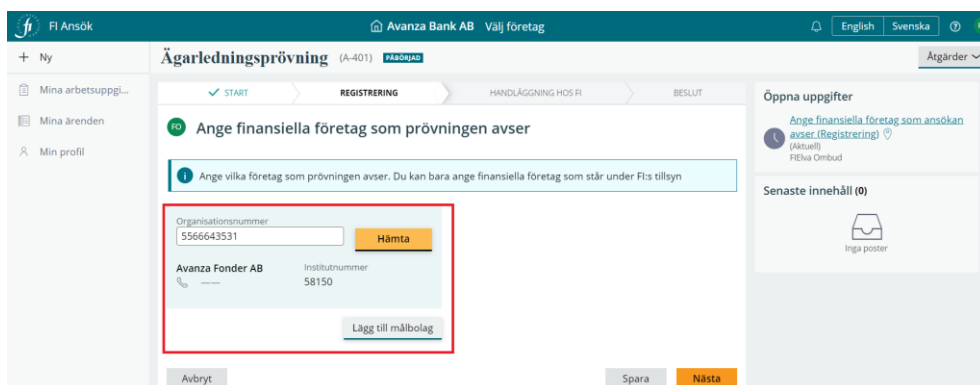 fi FI Ansök
Avanza Bank AB Välj företag
English Svenska
+ Ny
Mina arbetsuppgi...
Mina ärenden
Min profil
Ägarledningsprövning (A-401) PÅBÖRJAD
Åtgärder
START REGISTRERING HANDLÄGGNING HOS FI BESLUT
FO Ange finansiella företag som prövningen avser
Ange vilka företag som prövningen avser. Du kan bara ange finansiella företag som står under FI:s tillsyn
Organisationsnummer
5566643531
Hämta
Avanza Fonder AB
Institutnummer
——
58150
Lägg till målbolag
Avbryt
Spara
Nästa
Öppna uppgifter
Ange finansiella företag som ansökan
avser (Registrering)
(Aktuell)
FIElva Ombud
Senaste innehåll (0)
Inga poster